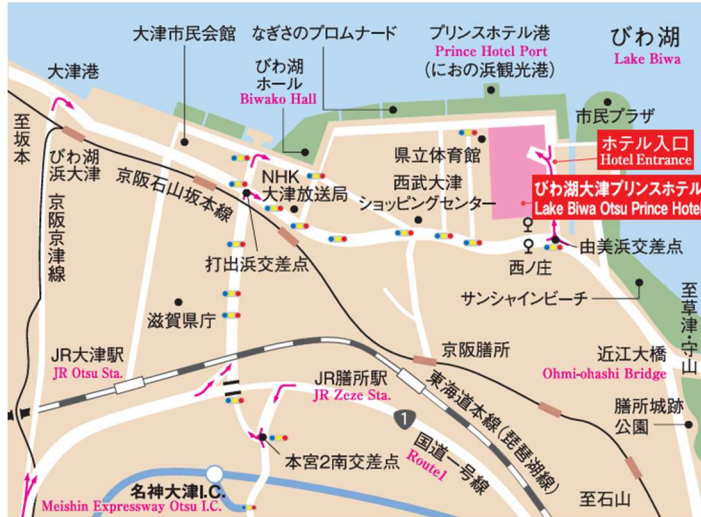 大津市民会館
なぎさのプロムナード
プリンスホテル港
Prince Hotel Port
(におの浜観光港)
びわ湖
Lake Biwa
大津港
びわ湖
ホール
Biwako Hall
市民プラザ
至坂本
びわ湖
浜大津
京阪石山坂本線
NHK
大津放送局
県立体育館
ホテル入口
Hotel Entrance
西武大津
ショッピングセンター
びわ湖大津プリンスホテル
Lake Biwa Otsu Prince Hotel
京阪京津線
打出浜交差点
西ノ庄
由美浜交差点
サンシャインビーチ
至草津・守山
滋賀県庁
JR大津駅
JR Otsu Sta.
京阪膳所
近江大橋
Ohmi-ohashi Bridge
JR膳所駅
JR Zeze Sta.
東海道本線(琵琶湖線)
膳所城跡
公園
1
国道一号線
Route1
本宮2南交差点
名神大津I.C.
Meishin Expressway Otsu I.C.
至石山